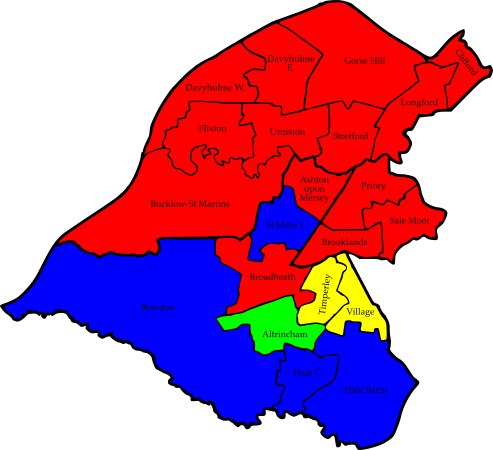 Clifford
Gorse Hill
Davyhulme
E.
Davyhulme W.
Longford
Flixton
Urmston
Stretford
Ashton
upon
Mersey
Priory
Bucklow-St Martins
Sale Moor
St Mary's
Brooklands
Broadheath
Timperley
Bowdon
Village
Altrincham
Hale C.
Hale Barns